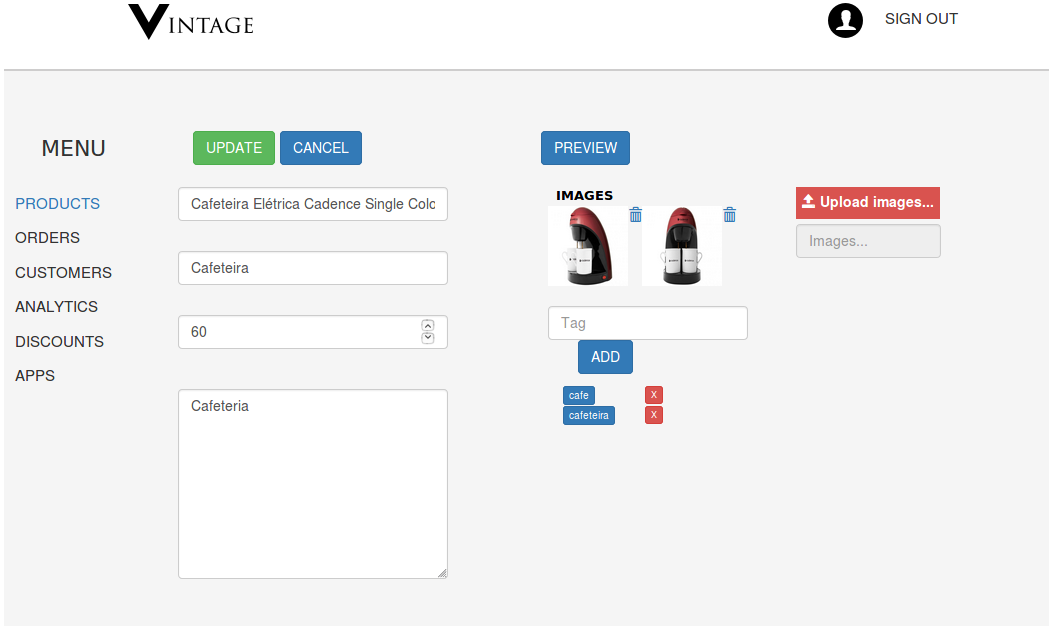 VINTAGE
SIGN OUT
MENU
UPDATE
CANCEL
PREVIEW
PRODUCTS
ORDERS
CUSTOMERS
ANALYTICS
DISCOUNTS
APPS
Cafeteira Elétrica Cadence Single Colo
Cafeteira
60
Cafeteria
IMAGES
Upload images...
Images...
Tag
ADD
cafe X
cafeteira X